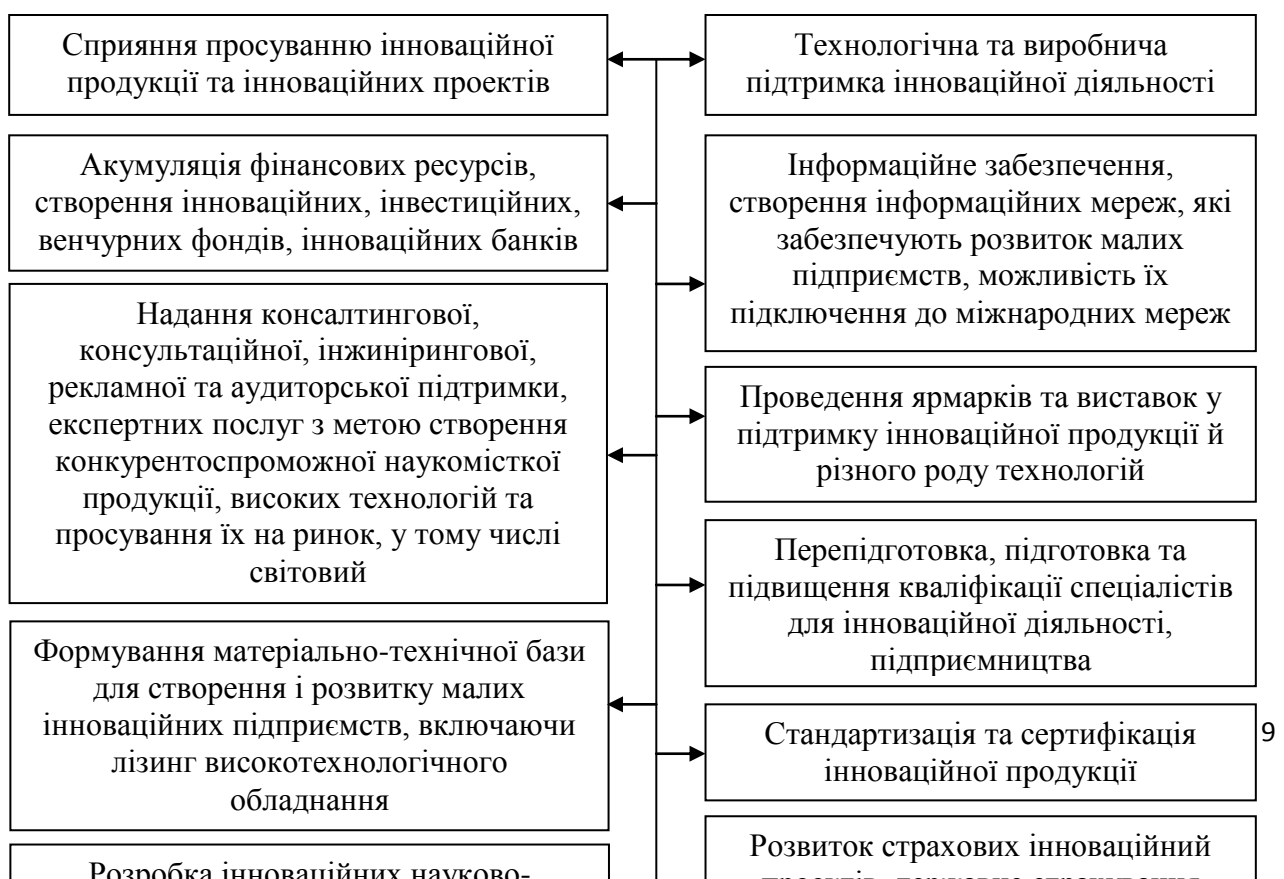 Сприяння просуванню інноваційної
продукції та інноваційних проектів
Акумуляція фінансових ресурсів,
створення інноваційних, інвестиційних,
венчурних фондів, інноваційних банків
Надання консалтингової,
консультаційної, інжинірингової,
рекламної та аудиторської підтримки,
експертних послуг з метою створення
конкурентоспроможної наукомісткої
продукції, високих технологій та
просування їх на ринок, у тому числі
світовий
Формування матеріально-технічної бази
для створення і розвитку малих
інноваційних підприємств, включаючи
лізинг високотехнологічного
обладнання
Розробка інноваційних науково-
Технологічна та виробнича
підтримка інноваційної діяльності
Інформаційне забезпечення,
створення інформаційних мереж, які
забезпечують розвиток малих
підприємств, можливість їх
підключення до міжнародних мереж
Проведення ярмарків та виставок у
підтримку інноваційної продукції й
різного роду технологій
Перепідготовка, підготовка та
підвищення кваліфікації спеціалістів
для інноваційної діяльності,
підприємництва
Стандартизація та сертифікація
інноваційної продукції
Розвиток страхових інноваційний
9